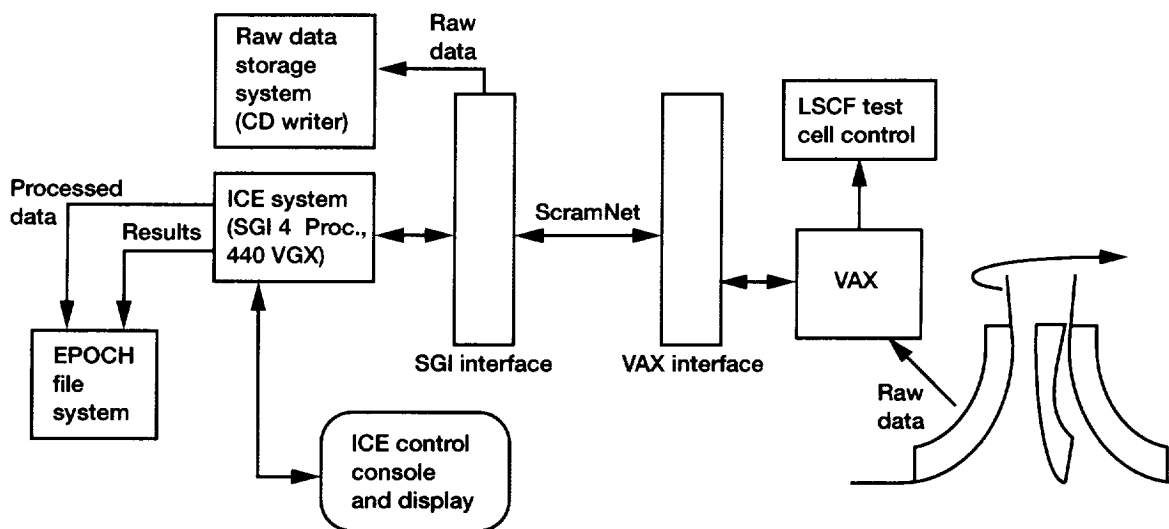 Raw data
storage
system
(CD writer)
Raw
data
LSCF test
cell control
Processed
data
Results
ICE system
(SGI 4 Proc.,
440 VGX)
ScramNet
VAX
EPOCH
file
system
SGI interface
VAX interface
Raw
data
ICE control
console
and display